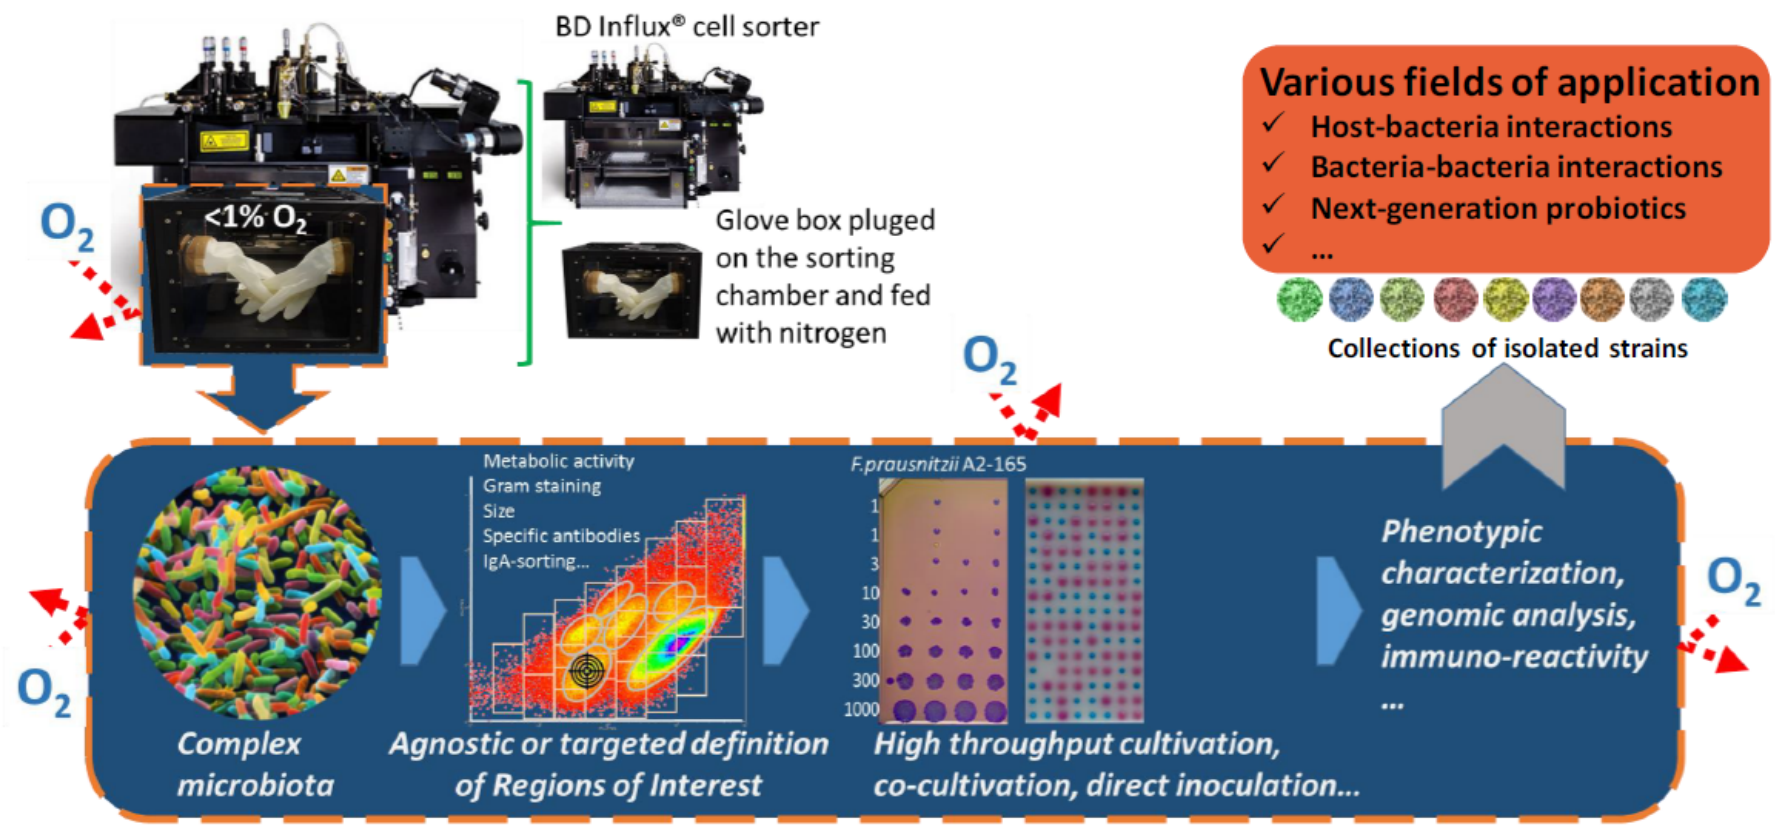 BD Influx® cell sorter
<1% O2
O2
Glove box pluged
on the sorting
chamber and fed
with nitrogen
Various fields of application
✓ Host-bacteria interactions
✓ Bacteria-bacteria interactions
✓ Next-generation probiotics
✓ ...
Collections of isolated strains
O2
O2
O2
Metabolic activity
Gram staining
Size
Specific antibodies
IgA-sorting...
F.prausnitzii A2-165
1
1
3
10
30
100
300
1000
Phenotypic
characterization,
genomic analysis,
immuno-reactivity
...
Complex
microbiota
Agnostic or targeted definition
of Regions of Interest
High throughput cultivation,
co-cultivation, direct inoculation...